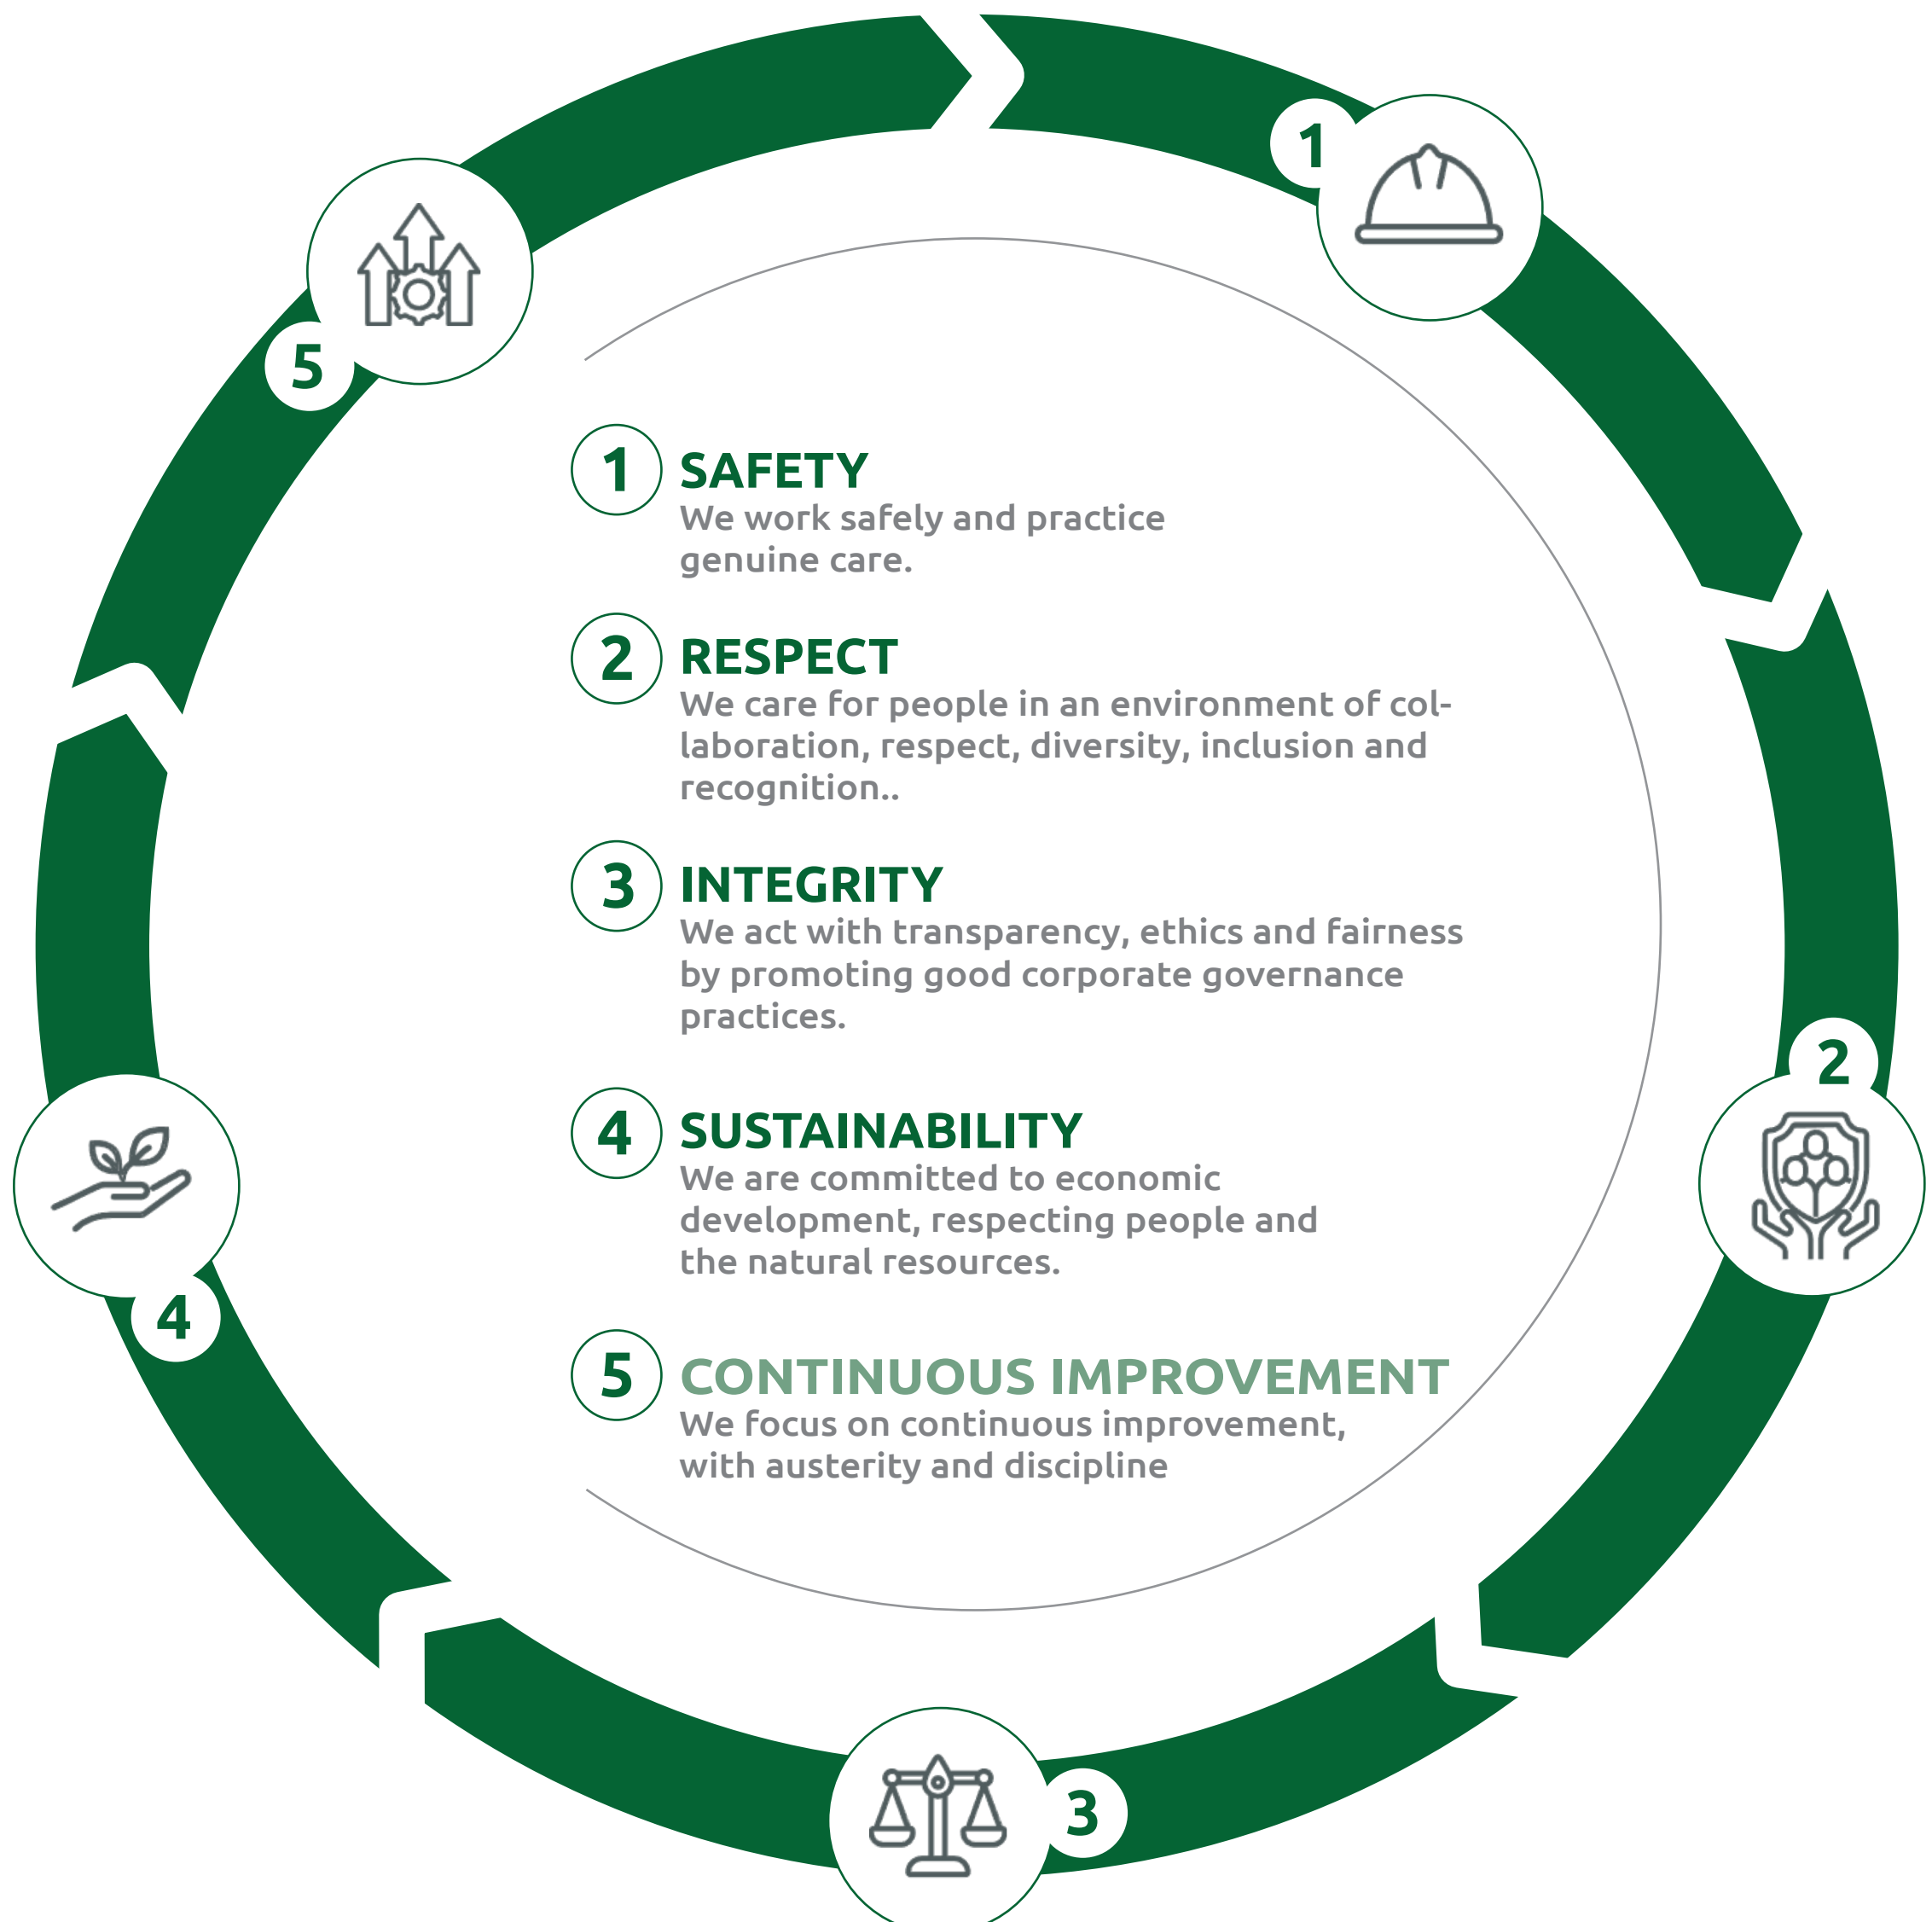 1
5
1
SAFETY
We work safely and practice
genuine care.
2
RESPECT
We care for people in an environment of col-
laboration, respect, diversity, inclusion and
recognition..
3
INTEGRITY
We act with transparency, ethics and fairness
by promoting good corporate governance
practices.
2
4
SUSTAINABILITY
We are committed to economic
development, respecting people and
the natural resources.
4
5
CONTINUOUS IMPROVEMENT
We focus on continuous improvement,
with austerity and discipline
3